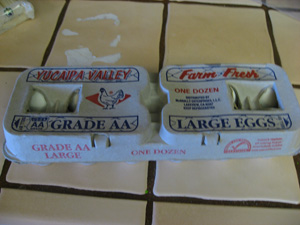 YUCAIPA VALLEY
AA GRADE AA
Farm Fresh
ONE DOZEN
LARGE EGGS
GRADE AA
LARGE
ONE DOZEN